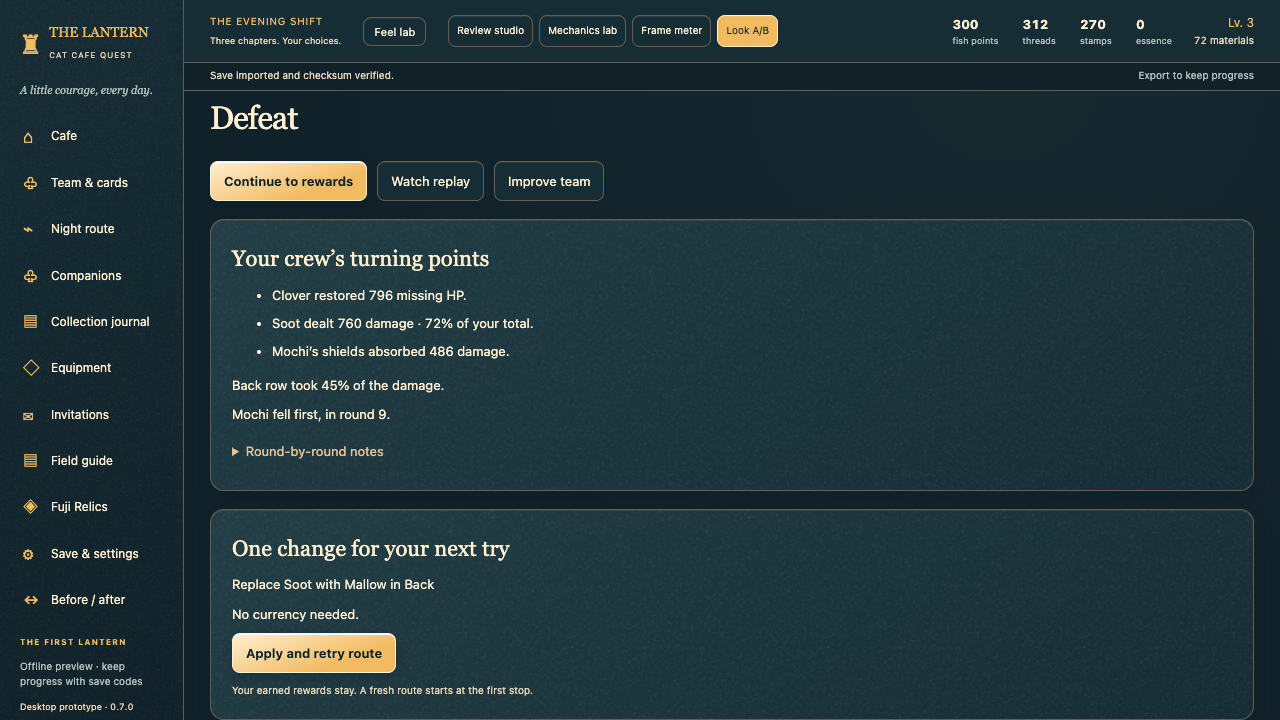 THE LANTERN
CAT CAFE QUEST
A little courage, every day.
Cafe
Team & cards
Night route
Companions
Collection journal
Equipment
Invitations
Field guide
Fuji Relics
Save & settings
Before / after
THE FIRST LANTERN
Offline preview · keep
progress with save codes
Desktop prototype · 0.7.0
THE EVENING SHIFT
Three chapters. Your choices.
Feel lab
Review studio
Mechanics lab
Frame meter
Look A/B
300
fish points
312
threads
270
stamps
0
essence
Lv. 3
72 materials
Save imported and checksum verified.
Export to keep progress
Defeat
Continue to rewards
Watch replay
Improve team
Your crew’s turning points
• Clover restored 796 missing HP.
• Soot dealt 760 damage · 72% of your total.
• Mochi’s shields absorbed 486 damage.
Back row took 45% of the damage.
Mochi fell first, in round 9.
Round-by-round notes
One change for your next try
Replace Soot with Mallow in Back
No currency needed.
Apply and retry route
Your earned rewards stay. A fresh route starts at the first stop.